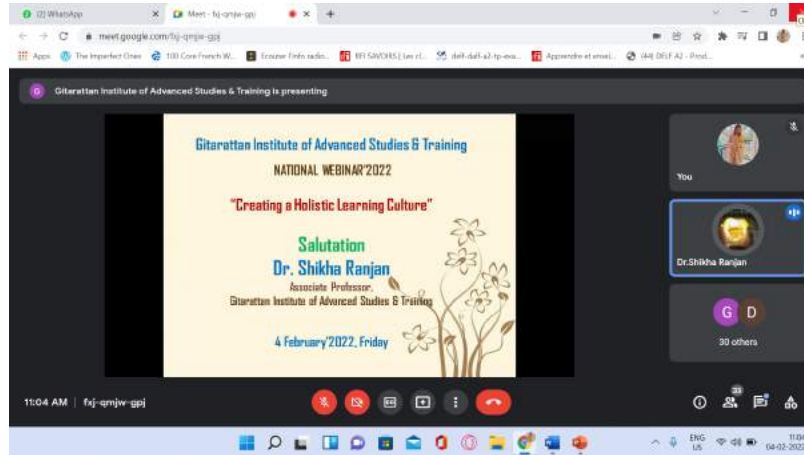 (2) WhatsApp
Meet - fxj-qmjw-gpj
meet.google.com/fxj-qmjw-gpj
Apps
The Imperfect Ones
100 Core French W...
Ecouter l'info radio...
RFI SAVOIRS | Les cl...
delf-dalf-a2-tp-exa...
Apprendre et ensei...
(44) DELF A2 - Prod...
G
Gitarattan Institute of Advanced Studies & Training is presenting
Gitarattan Institute of Advanced Studies & Training
NATIONAL WEBINAR'2022
"Creating a Holistic Learning Culture"
Salutation
Dr. Shikha Ranjan
Associate Professor,
Gitarattan Institute of Advanced Studies & Training
4 February'2022, Friday
You
Dr.Shikha Ranjan
G D
30 others
11:04 AM | fxj-qmjw-gpj
33
ENG
US
11:04
04-02-2022